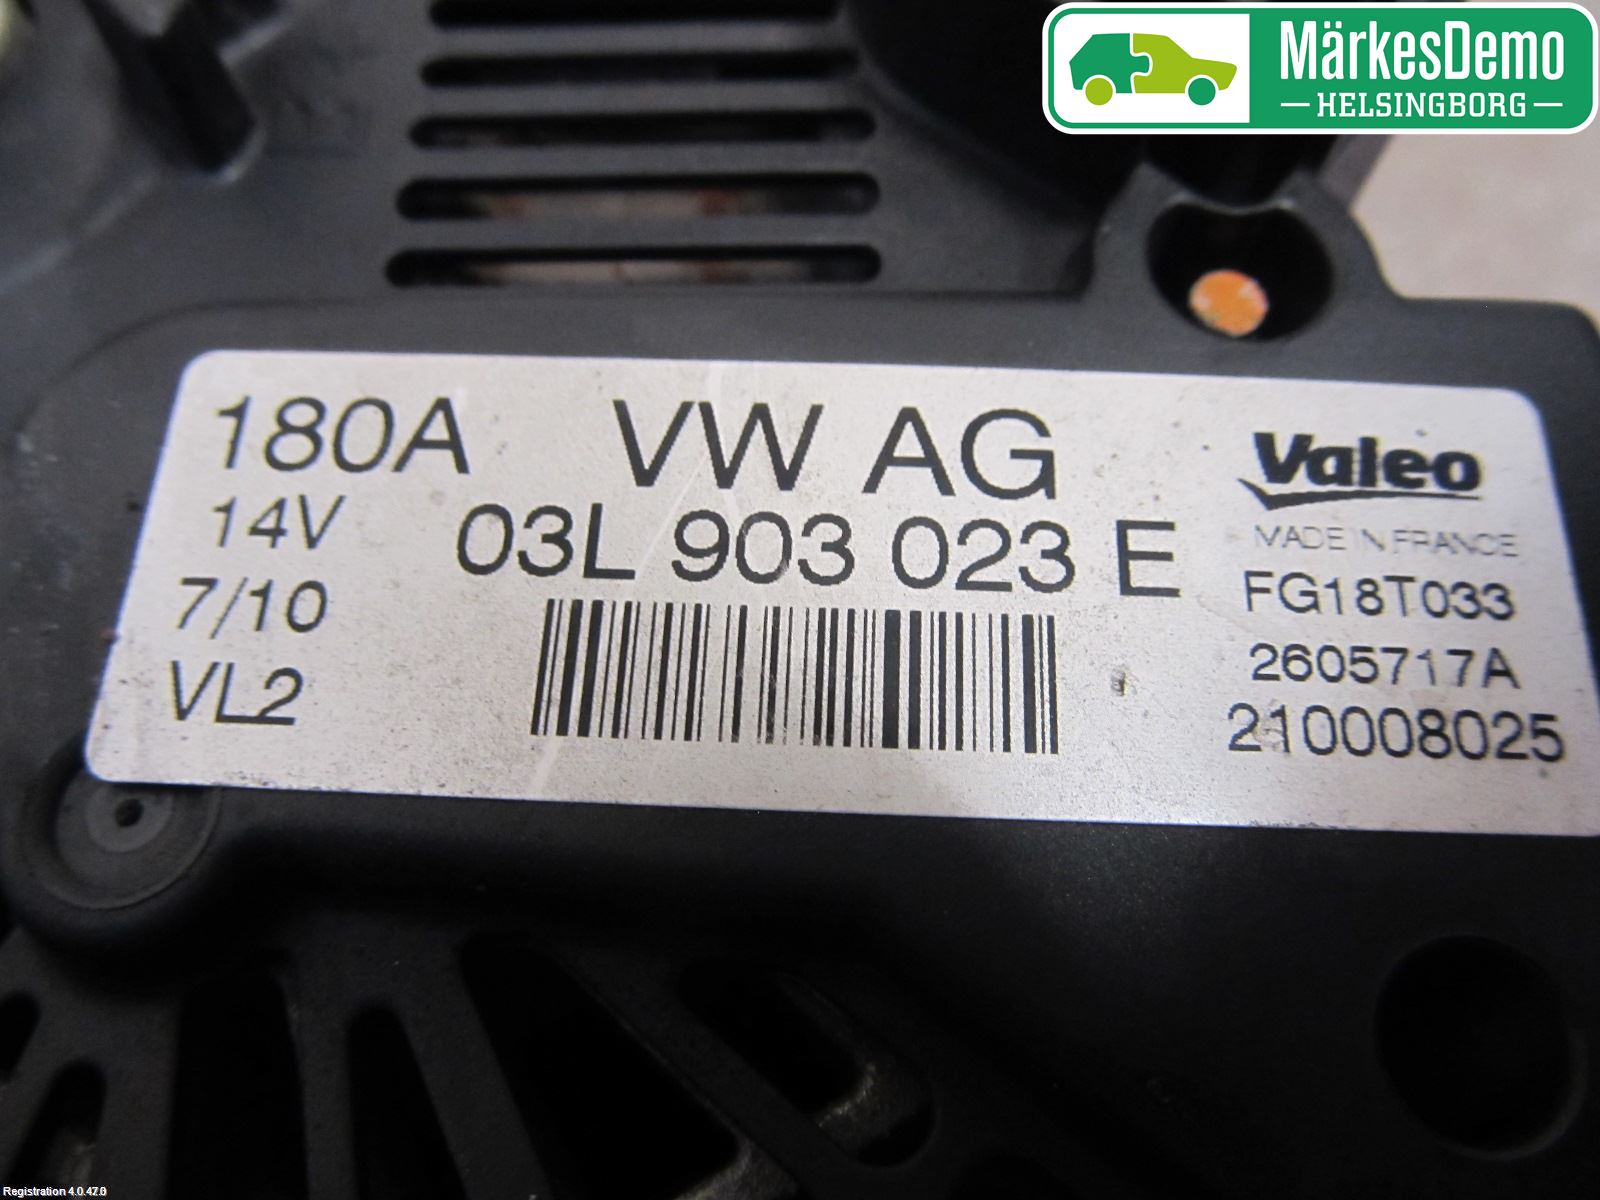 MärkesDemo
HELSINGBORG
180A VW AG Valeo
14V 03L 903 023 E MADE IN FRANCE
7/10 FG18T033
VL2 2605717A
210008025
Registration 4.0.47.0